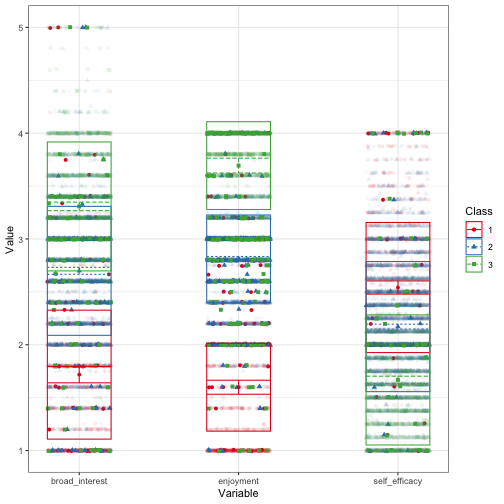 5
4
3
2
1
Value
broad_interest
enjoyment
self_efficacy
Variable
Class
1
2
3